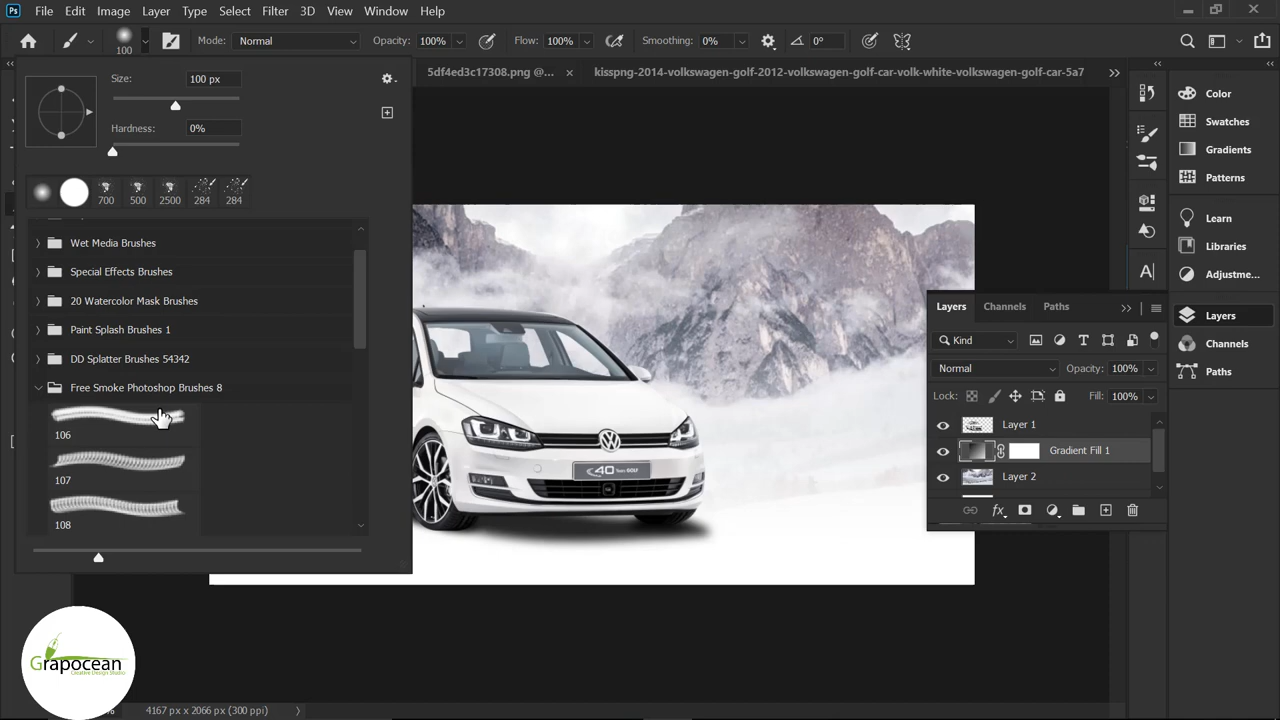 Ps File Edit Image Layer Type Select Filter 3D View Window Help
100 Mode: Normal Opacity: 100% Flow: 100% Smoothing: 0% 0°
5df4ed3c17308.png @... × kisspng-2014-volkswagen-golf-2012-volkswagen-golf-car-volk-white-volkswagen-golf-car-5a7
Size: 100 px
Hardness: 0%
700 500 2500 284 284
Wet Media Brushes
Special Effects Brushes
20 Watercolor Mask Brushes
Paint Splash Brushes 1
DD Splatter Brushes 54342
Free Smoke Photoshop Brushes 8
106
107
108
40 Years GOLF
Color
Swatches
Gradients
Patterns
Learn
Libraries
Adjustme...
Layers
Channels
Paths
Layers Channels Paths
Kind
Normal Opacity: 100%
Lock: Fill: 100%
Layer 1
Gradient Fill 1
Layer 2
Grapocean
Creative Design Studio
4167 px x 2066 px (300 ppi)